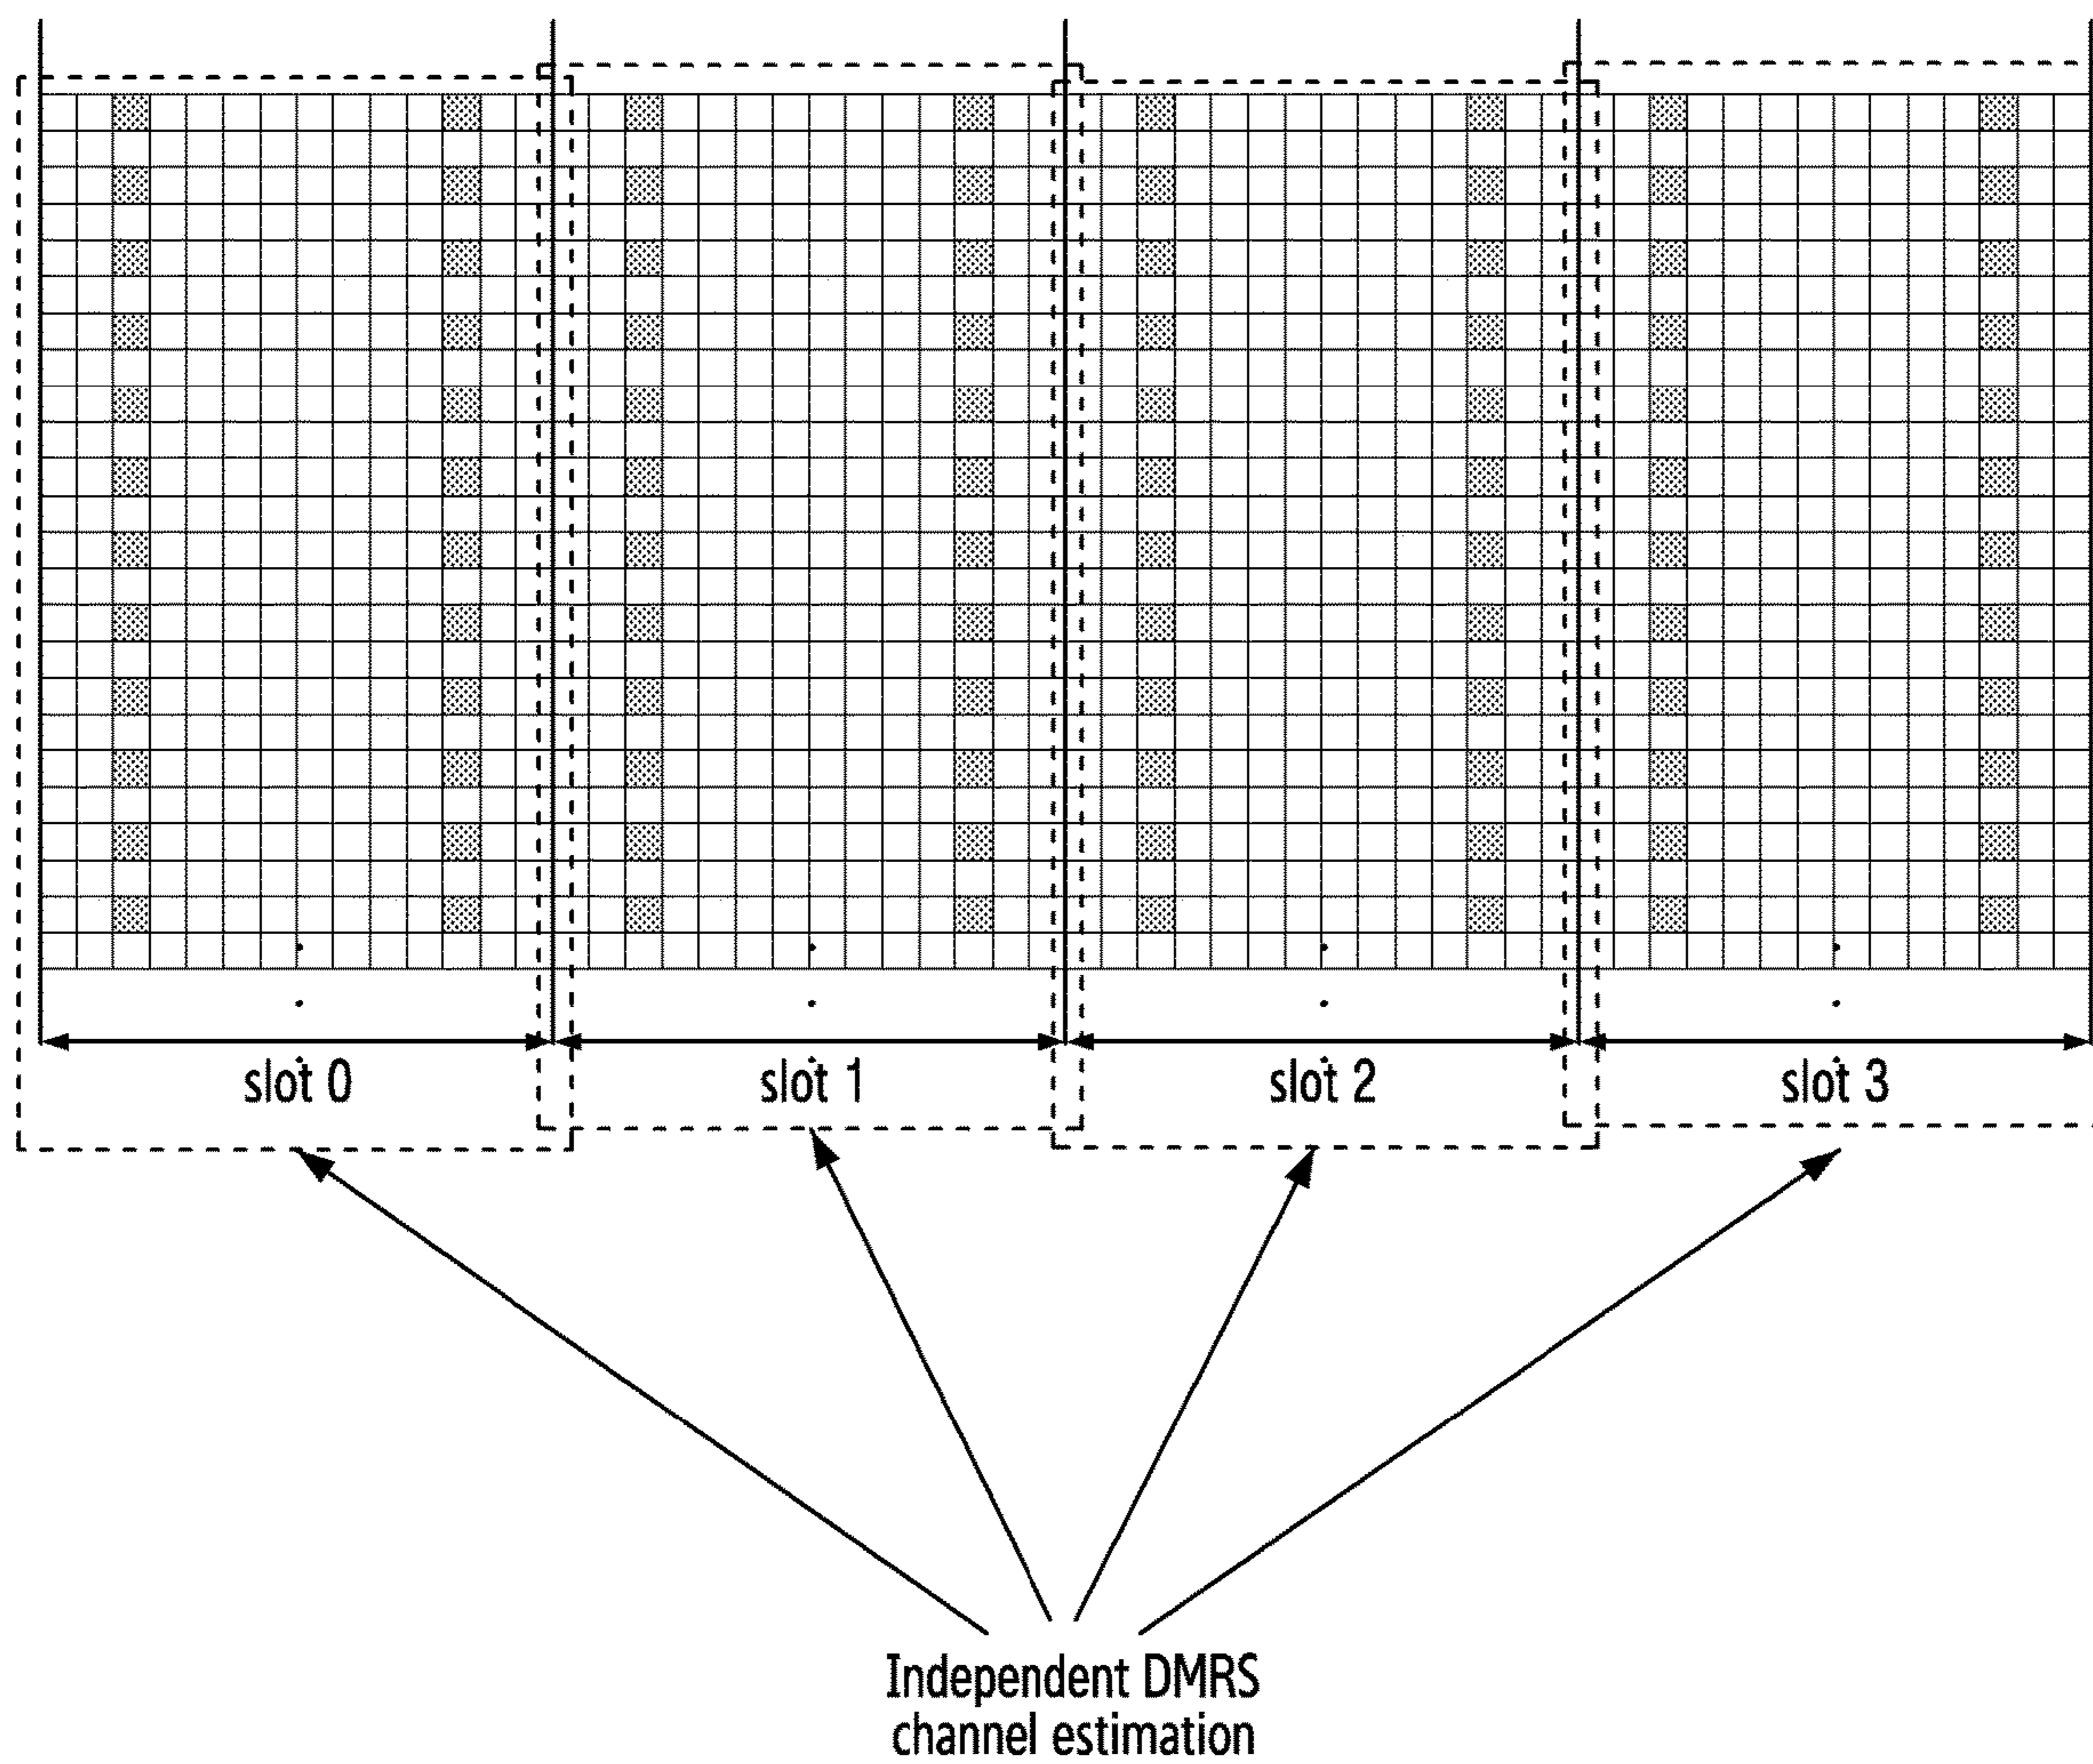 slot 0
slot 1
slot 2
slot 3
Independent DMRS
channel estimation